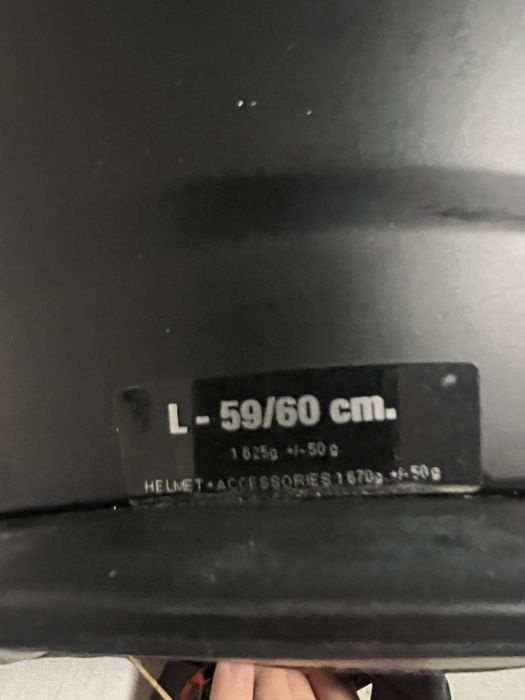 L - 59/60 cm.
1 625g +/- 50 g
HELMET + ACCESSORIES 1 670g +/- 50 g